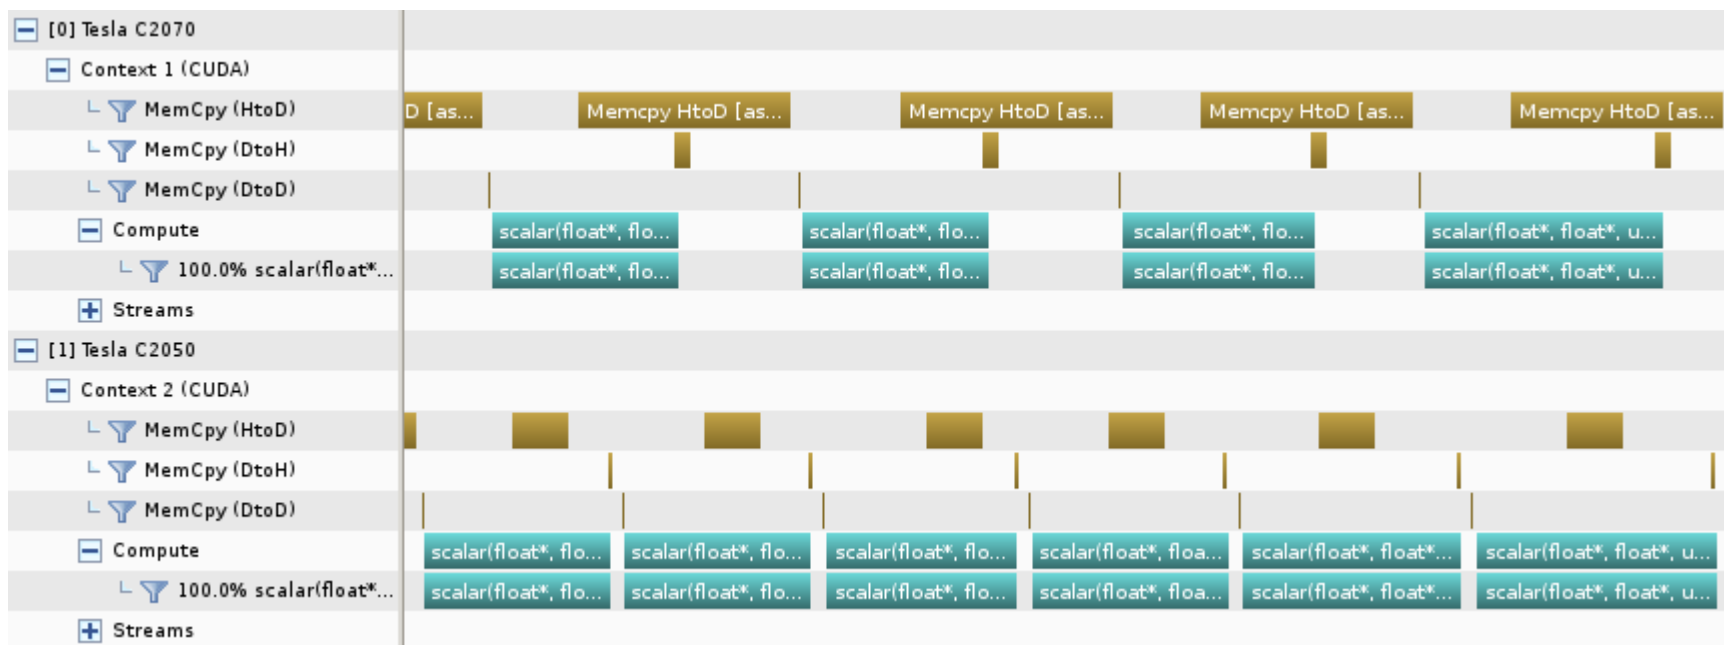 [0] Tesla C2070
Context 1 (CUDA)
MemCpy (HtoD) D [as... Memcpy HtoD [as... Memcpy HtoD [as... Memcpy HtoD [as... Memcpy HtoD [as...
MemCpy (DtoH)
MemCpy (DtoD)
Compute scalar(float*, flo... scalar(float*, flo... scalar(float*, flo... scalar(float*, float*, u...
100.0% scalar(float*... scalar(float*, flo... scalar(float*, flo... scalar(float*, flo... scalar(float*, float*, u...
Streams
[1] Tesla C2050
Context 2 (CUDA)
MemCpy (HtoD)
MemCpy (DtoH)
MemCpy (DtoD)
Compute scalar(float*, flo... scalar(float*, flo... scalar(float*, flo... scalar(float*, floa... scalar(float*, float*... scalar(float*, float*, u...
100.0% scalar(float*... scalar(float*, flo... scalar(float*, flo... scalar(float*, flo... scalar(float*, floa... scalar(float*, float*... scalar(float*, float*, u...
Streams